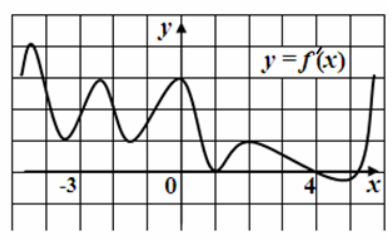 y
y = f′(x)
-3 0 4 x